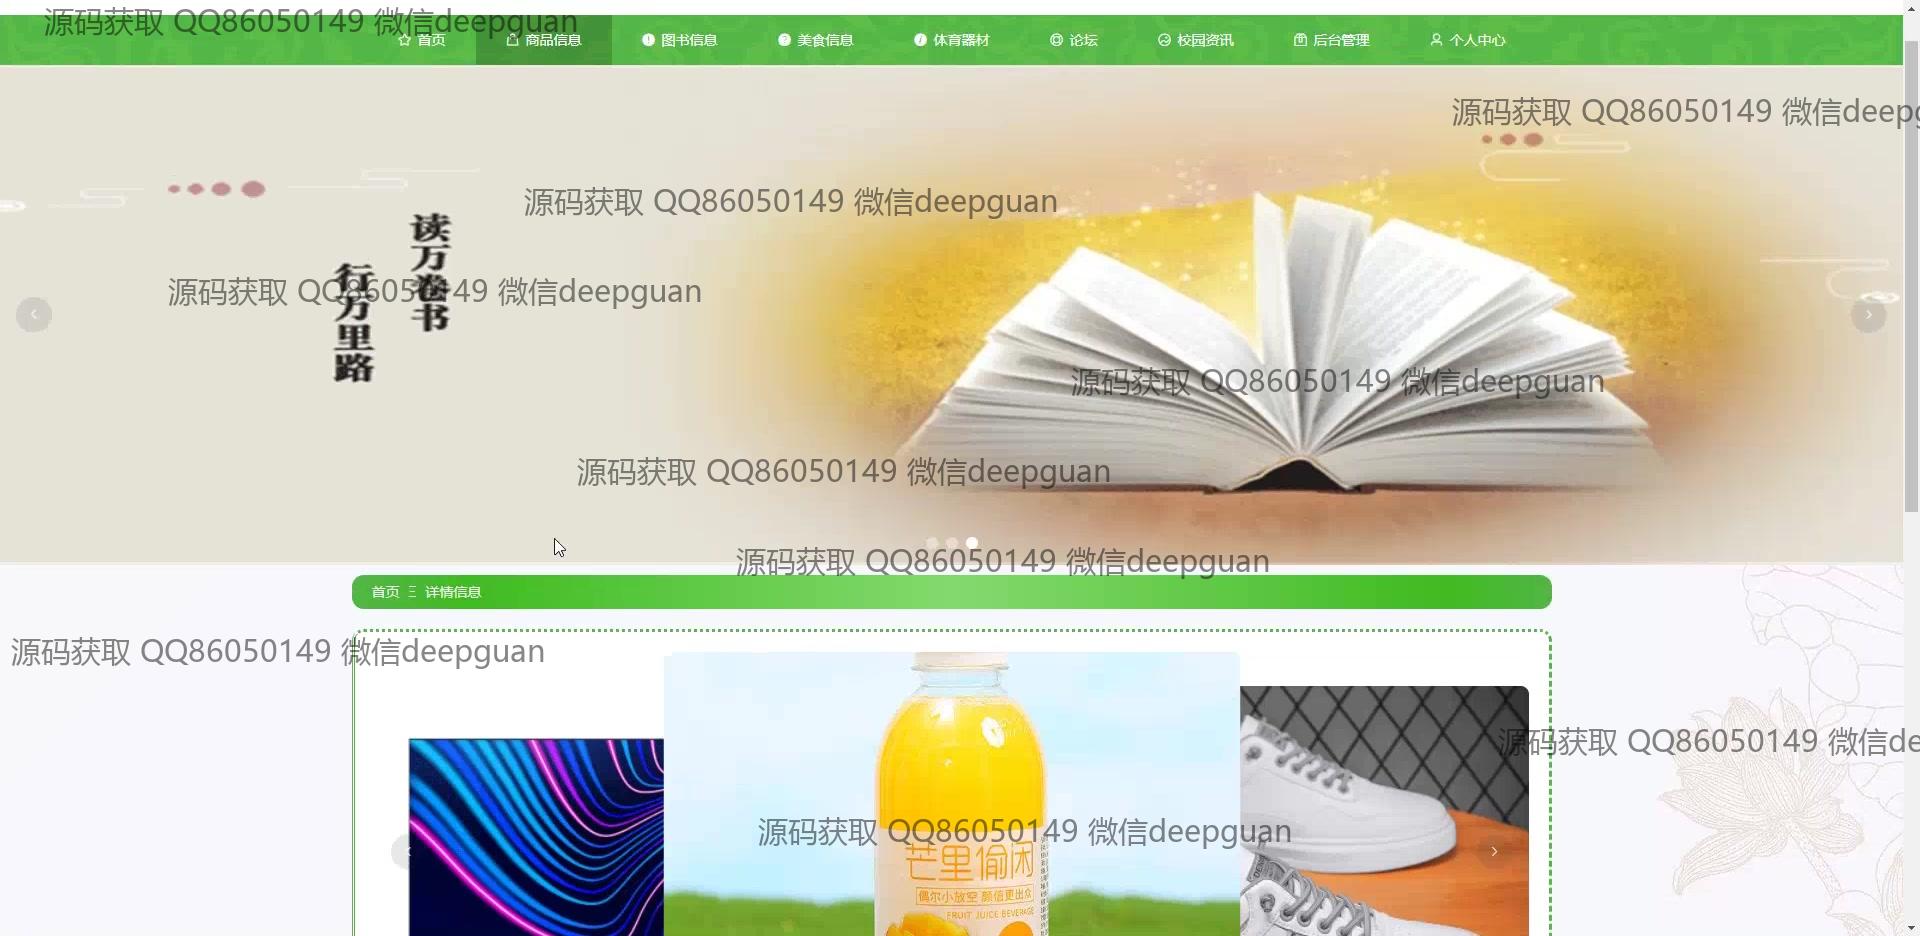 源码获取 QQ86050149 微信deepguan
首页 商品信息 图书信息 美食信息 体育器材 论坛 校园资讯 后台管理 个人中心
源码获取 QQ86050149 微信deepg
源码获取 QQ86050149 微信deepguan
读万卷书
行万里路
源码获取 QQ86050149 微信deepguan
源码获取 QQ86050149 微信deepguan
源码获取 QQ86050149 微信deepguan
源码获取 QQ86050149 微信deepguan
首页 Ξ 详情信息
源码获取 QQ86050149 微信deepguan
源码获取 QQ86050149 微信de
源码获取 QQ86050149 微信deepguan
芒里偷闲
偶尔小放空 颜值更出众
FRUIT JUICE BEVERAGE